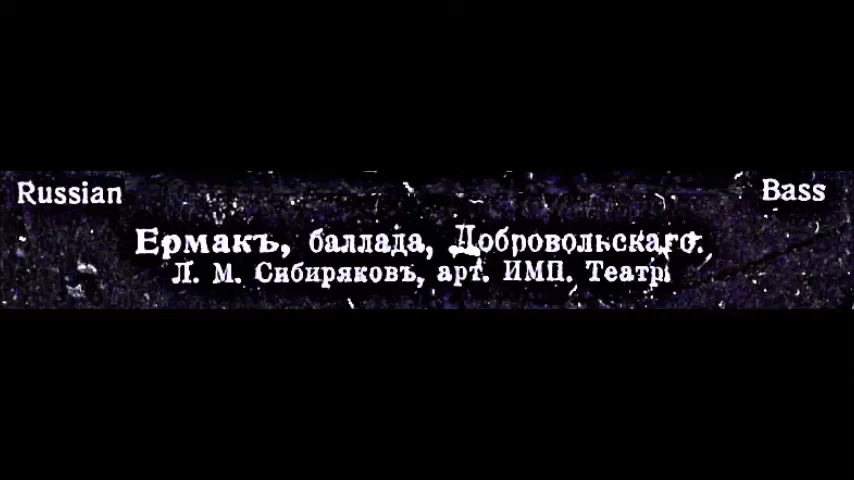 Russian Bass
Ермакъ, баллада, Добровольскаго.
Л. М. Сибиряковъ, арт. ИМП. Театр.